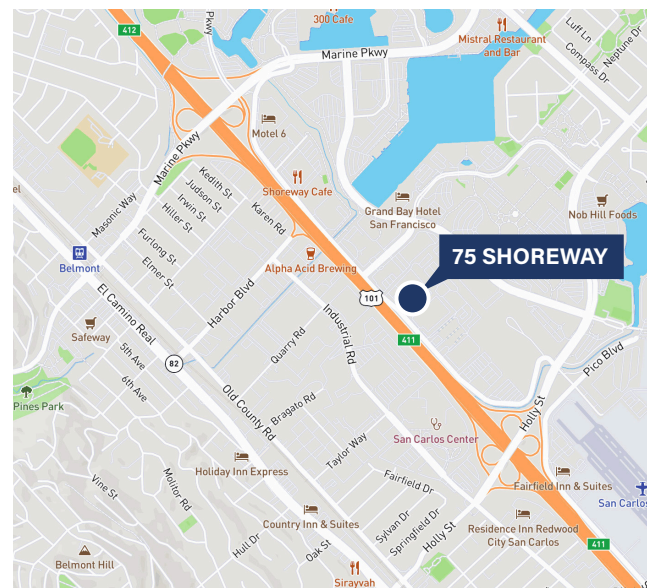 412
Pkwy
300 Cafe
Marine Pkwy
Mistral Restaurant
and Bar
Luff Ln
Compass Dr
Neptune Dr
Motel 6
Marine Pkwy
Shoreway Cafe
Kedith St
Judson St
Irwin St
Hiller St
Karen Rd
Masonic Way
Grand Bay Hotel
San Francisco
Nob Hill Foods
Furlong St
Elmer St
Belmont
Alpha Acid Brewing
75 SHOREWAY
Harbor Blvd
101
El Camino Real
Industrial Rd
411
Safeway
5th Ave
6th Ave
82
Quarry Rd
Pico Blvd
Pines Park
Old County Rd
Bragato Rd
Holly St
San Carlos Center
Taylor Way
Holiday Inn Express
Fairfield Dr
Fairfield Inn & Suites
San Carlos
Vine St
Molitor Rd
Country Inn & Suites
Sylvan Dr
Springfield Dr
Residence Inn Redwood
City San Carlos
Hull Dr
Oak St
Holly St
411
Belmont Hill
Sirayvah